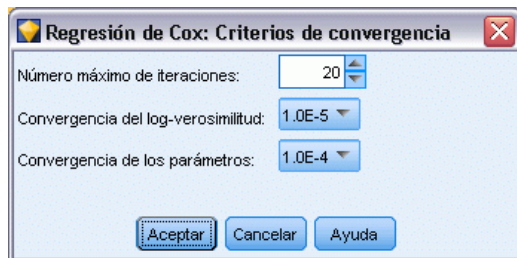 Regresión de Cox: Criterios de convergencia
Número máximo de iteraciones: 20
Convergencia del log-verosimilitud: 1.0E-5
Convergencia de los parámetros: 1.0E-4
Aceptar Cancelar Ayuda